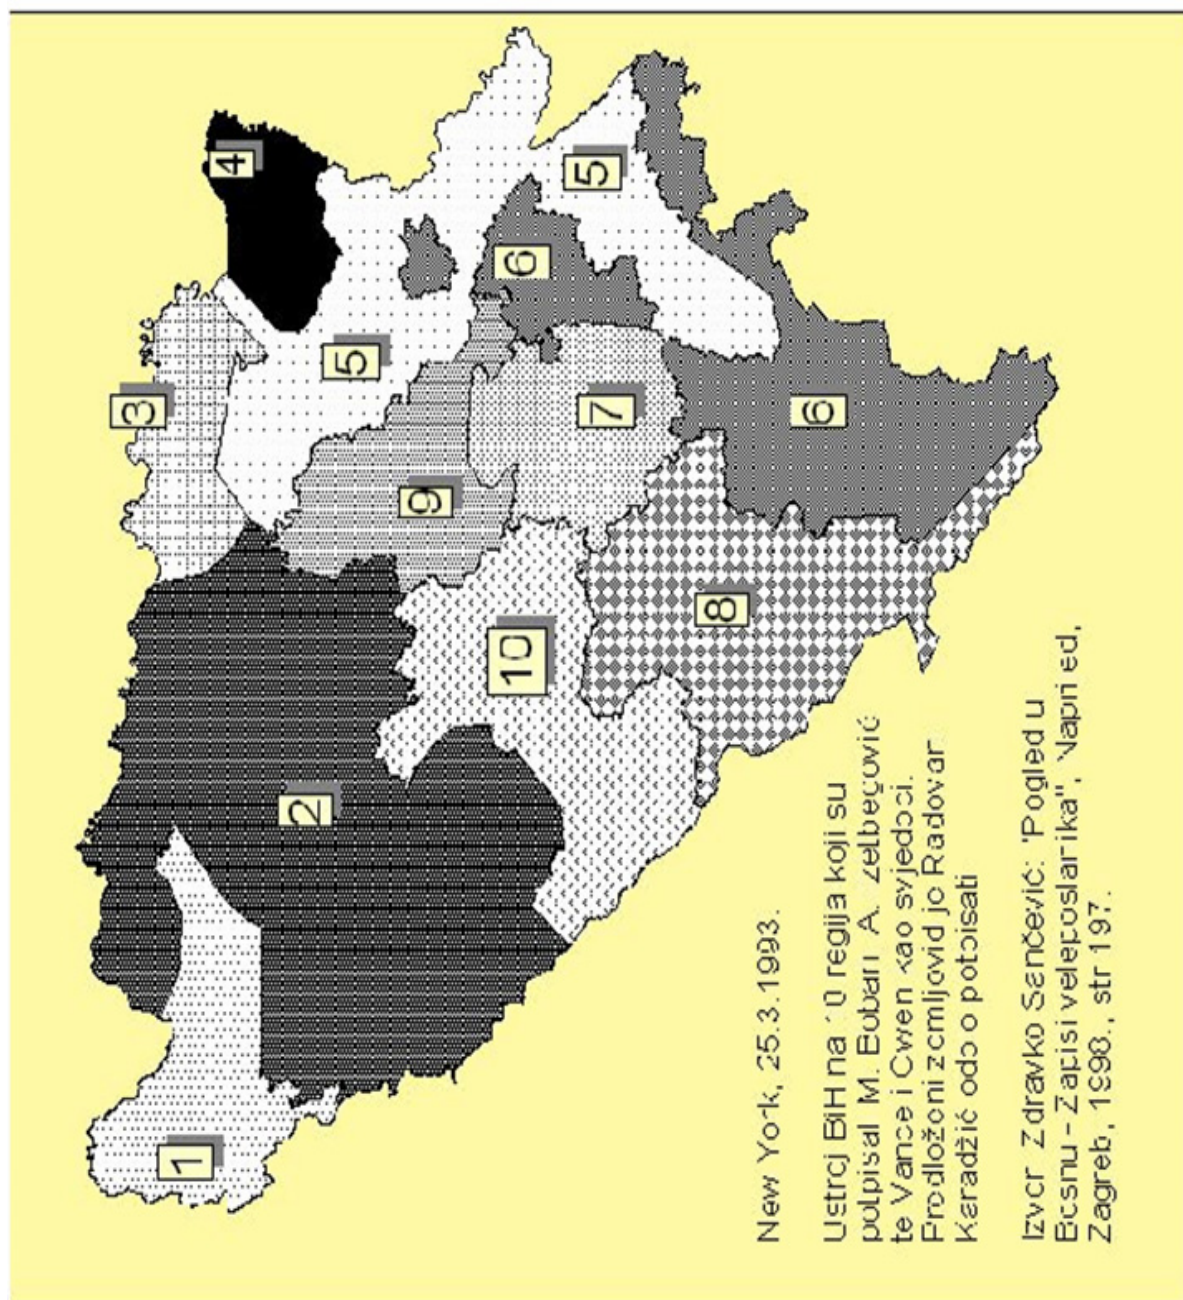 4
3
5
5
6
9
7
6
10
8
2
1
New York, 25.3.1993.
Ustroj BiH na 10 regija koji su
potpisali M. Boban i A. Izetbegović
te Vance i Owen kao svjedoci.
Predloženi zemljovid je Radovan
Karadžić odbio potpisati
Izvor Zdravko Sančević: "Pogled u
Bosnu - Zapisi veleposlanika", Naprijed,
Zagreb, 1998., str 197.